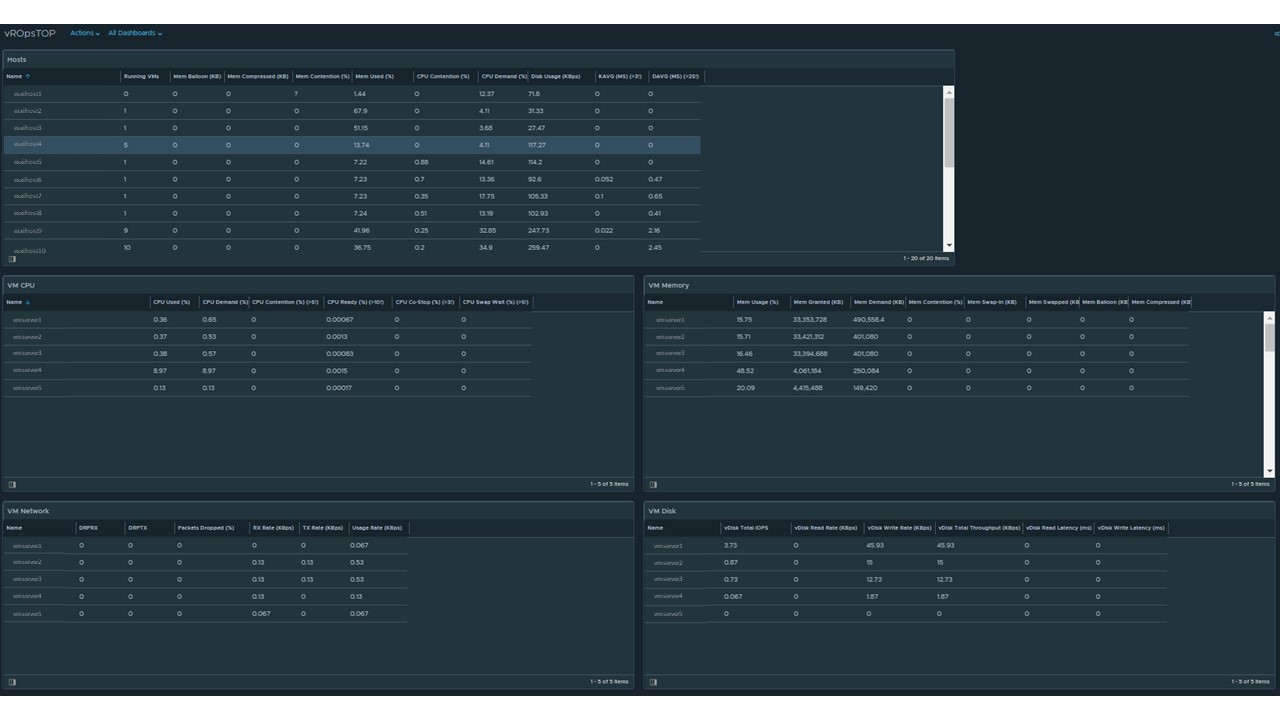 vROpsTOP Actions All Dashboards
Hosts
Name Running VMs Mem Balloon (KB) Mem Compressed (KB) Mem Contention (%) Mem Used (%) CPU Contention (%) CPU Demand (%) Disk Usage (KBps) KAVG (MS) (>3!) DAVG (MS) (>25!)
esxihost1 0 0 0 ? 1.44 0 12.37 71.8 0 0
esxihost2 1 0 0 0 67.9 0 4.11 31.33 0 0
esxihost3 1 0 0 0 51.15 0 3.68 27.47 0 0
esxihost4 5 0 0 0 13.74 0 4.11 117.27 0 0
esxihost5 1 0 0 0 7.22 0.88 14.61 114.2 0 0
esxihost6 1 0 0 0 7.23 0.7 13.36 92.6 0.052 0.47
esxihost7 1 0 0 0 7.23 0.35 17.75 105.33 0.1 0.65
esxihost8 1 0 0 0 7.24 0.51 13.19 102.93 0 0.41
esxihost9 9 0 0 0 41.96 0.25 32.85 247.73 0.022 2.16
esxihost10 10 0 0 0 36.75 0.2 34.9 259.47 0 2.45
1 - 20 of 20 items
VM CPU
Name CPU Used (%) CPU Demand (%) CPU Contention (%) (>5!) CPU Ready (%) (>10!) CPU Co-Stop (%) (>3!) CPU Swap Wait (%) (>5!)
vmserver1 0.36 0.65 0 0.00067 0 0
vmserver2 0.37 0.53 0 0.0013 0 0
vmserver3 0.38 0.57 0 0.00083 0 0
vmserver4 8.97 8.97 0 0.0015 0 0
vmserver5 0.13 0.13 0 0.00017 0 0
1 - 5 of 5 items
VM Memory
Name Mem Usage (%) Mem Granted (KB) Mem Demand (KB) Mem Contention (%) Mem Swap-In (KB) Mem Swapped (KB Mem Balloon (KB Mem Compressed (KB
vmserver1 15.75 33,353,728 490,558.4 0 0 0 0 0
vmserver2 15.71 33,421,312 401,080 0 0 0 0 0
vmserver3 16.46 33,394,688 401,080 0 0 0 0 0
vmserver4 48.52 4,061,184 250,084 0 0 0 0 0
vmserver5 20.09 4,415,488 149,420 0 0 0 0 0
1 - 5 of 5 items
VM Network
Name DRPRX DRPTX Packets Dropped (%) RX Rate (KBps) TX Rate (KBps) Usage Rate (KBps)
vmserver1 0 0 0 0 0 0.067
vmserver2 0 0 0 0.13 0.13 0.53
vmserver3 0 0 0 0.13 0.13 0.53
vmserver4 0 0 0 0.13 0 0.13
vmserver5 0 0 0 0.067 0 0.067
1 - 5 of 5 items
VM Disk
Name vDisk Total IOPS vDisk Read Rate (KBps) vDisk Write Rate (KBps) vDisk Total Throughput (KBps) vDisk Read Latency (ms) vDisk Write Latency (ms)
vmserver1 3.73 0 45.93 45.93 0 0
vmserver2 0.87 0 15 15 0 0
vmserver3 0.73 0 12.73 12.73 0 0
vmserver4 0.067 0 1.87 1.87 0 0
vmserver5 0 0 0 0 0 0
1 - 5 of 5 items